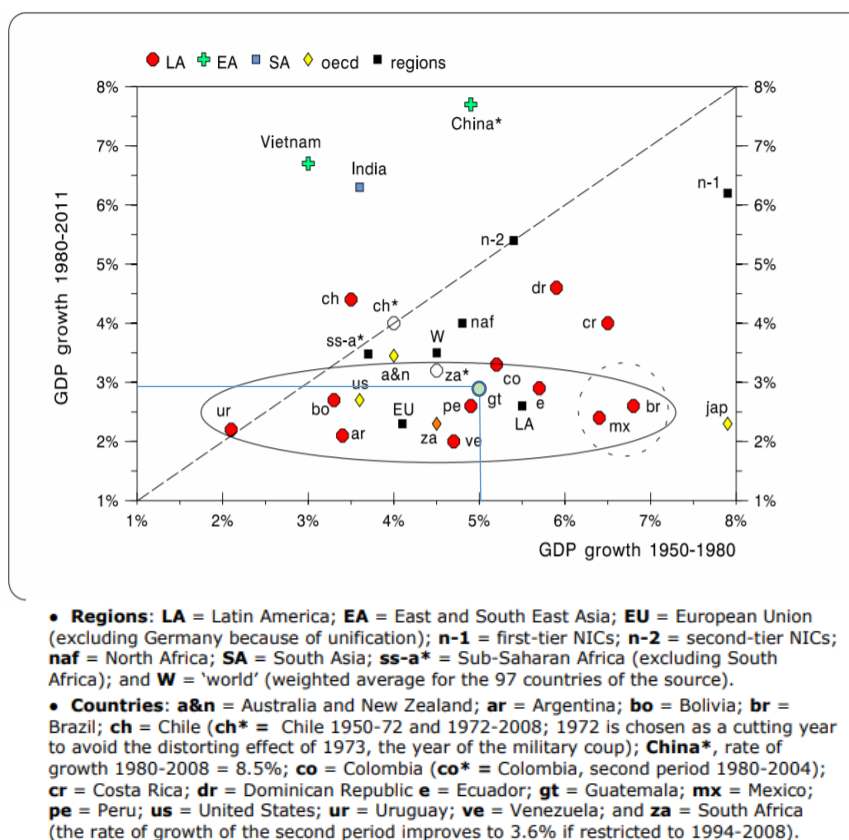 LA EA SA oecd regions
8% 8%
China*
7% Vietnam 7%
India n-1
6% 6%
n-2
5% 5%
dr
ch ch*
4% naf cr 4%
ss-a* W
a&n za*
3% us co 3%
bo gt e
ur EU pe LA br jap
ar za ve mx
2% 2%
1% 1%
1% 2% 3% 4% 5% 6% 7% 8%
GDP growth 1980-2011
GDP growth 1950-1980
• Regions: LA = Latin America; EA = East and South East Asia; EU = European Union
(excluding Germany because of unification); n-1 = first-tier NICs; n-2 = second-tier NICs;
naf = North Africa; SA = South Asia; ss-a* = Sub-Saharan Africa (excluding South
Africa); and W = ‘world’ (weighted average for the 97 countries of the source).
• Countries: a&n = Australia and New Zealand; ar = Argentina; bo = Bolivia; br =
Brazil; ch = Chile (ch* = Chile 1950-72 and 1972-2008; 1972 is chosen as a cutting year
to avoid the distorting effect of 1973, the year of the military coup); China*, rate of
growth 1980-2008 = 8.5%; co = Colombia (co* = Colombia, second period 1980-2004);
cr = Costa Rica; dr = Dominican Republic e = Ecuador; gt = Guatemala; mx = Mexico;
pe = Peru; us = United States; ur = Uruguay; ve = Venezuela; and za = South Africa
(the rate of growth of the second period improves to 3.6% if restricted to 1994-2008).